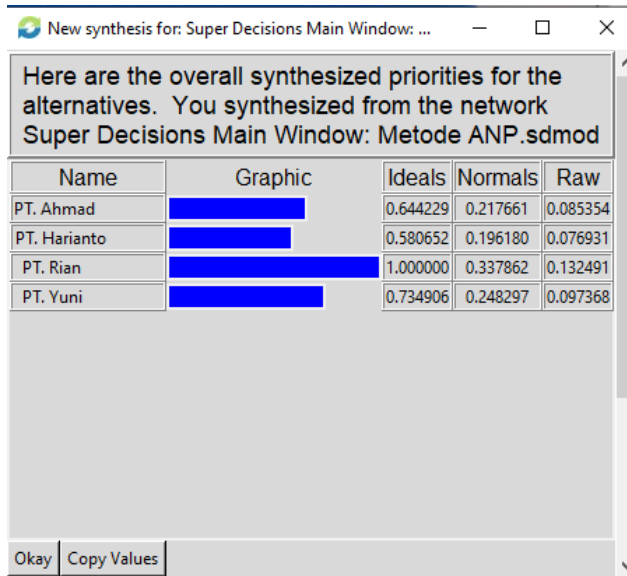 New synthesis for: Super Decisions Main Window: ...
Here are the overall synthesized priorities for the
alternatives. You synthesized from the network
Super Decisions Main Window: Metode ANP.sdmod
Name Graphic Ideals Normals Raw
PT. Ahmad 0.644229 0.217661 0.085354
PT. Harianto 0.580652 0.196180 0.076931
PT. Rian 1.000000 0.337862 0.132491
PT. Yuni 0.734906 0.248297 0.097368
Okay Copy Values